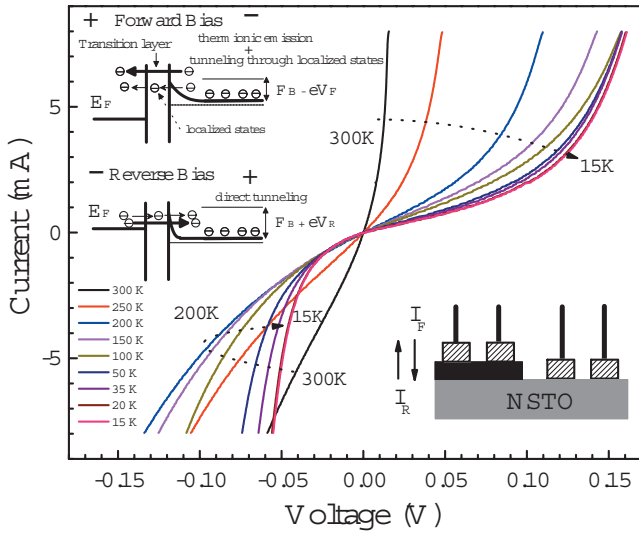 + Forward Bias −
Transition layer
thermionic emission
+
tunneling through localized states
E_F
F_B−eV_F
localized states
300K
15K
− Reverse Bias +
direct tunneling
E_F
F_B+eV_R
300 K
250 K
200 K
150 K
100 K
50 K
35 K
20 K
15 K
200K
15K
300K
I_F
I_R
NSTO
Current (mA)
5
0
-5
-0.15 -0.10 -0.05 0.00 0.05 0.10 0.15
Voltage (V)